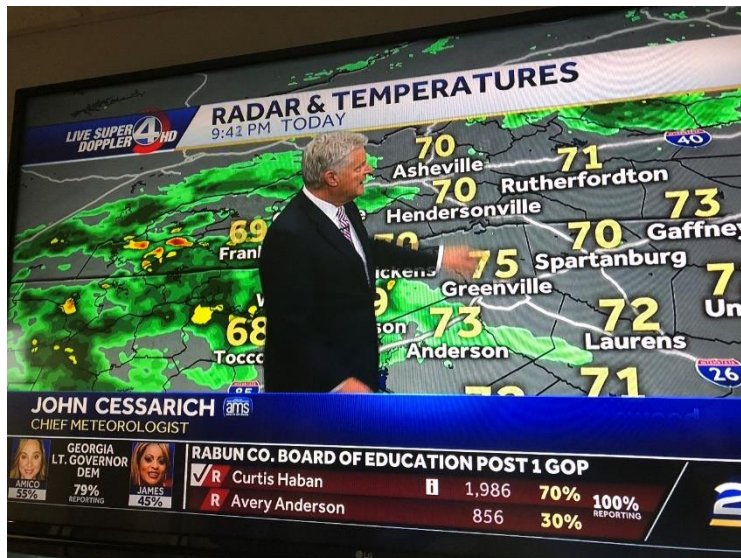 LIVE SUPER DOPPLER 4 HD
RADAR & TEMPERATURES
9:42 PM TODAY
40
70
Asheville
71
Rutherfordton
70
Hendersonville
73
Gaffney
69
70
Spartanburg
75
Greenville
68
73
Anderson
72
Laurens
71
26
85
JOHN CESSARICH ams
CHIEF METEOROLOGIST
AMICO
55%
GEORGIA
LT. GOVERNOR
DEM
79%
REPORTING
JAMES
45%
RABUN CO. BOARD OF EDUCATION POST 1 GOP
R Curtis Haban 1,986 70%
R Avery Anderson 856 30%
100%
REPORTING
LG